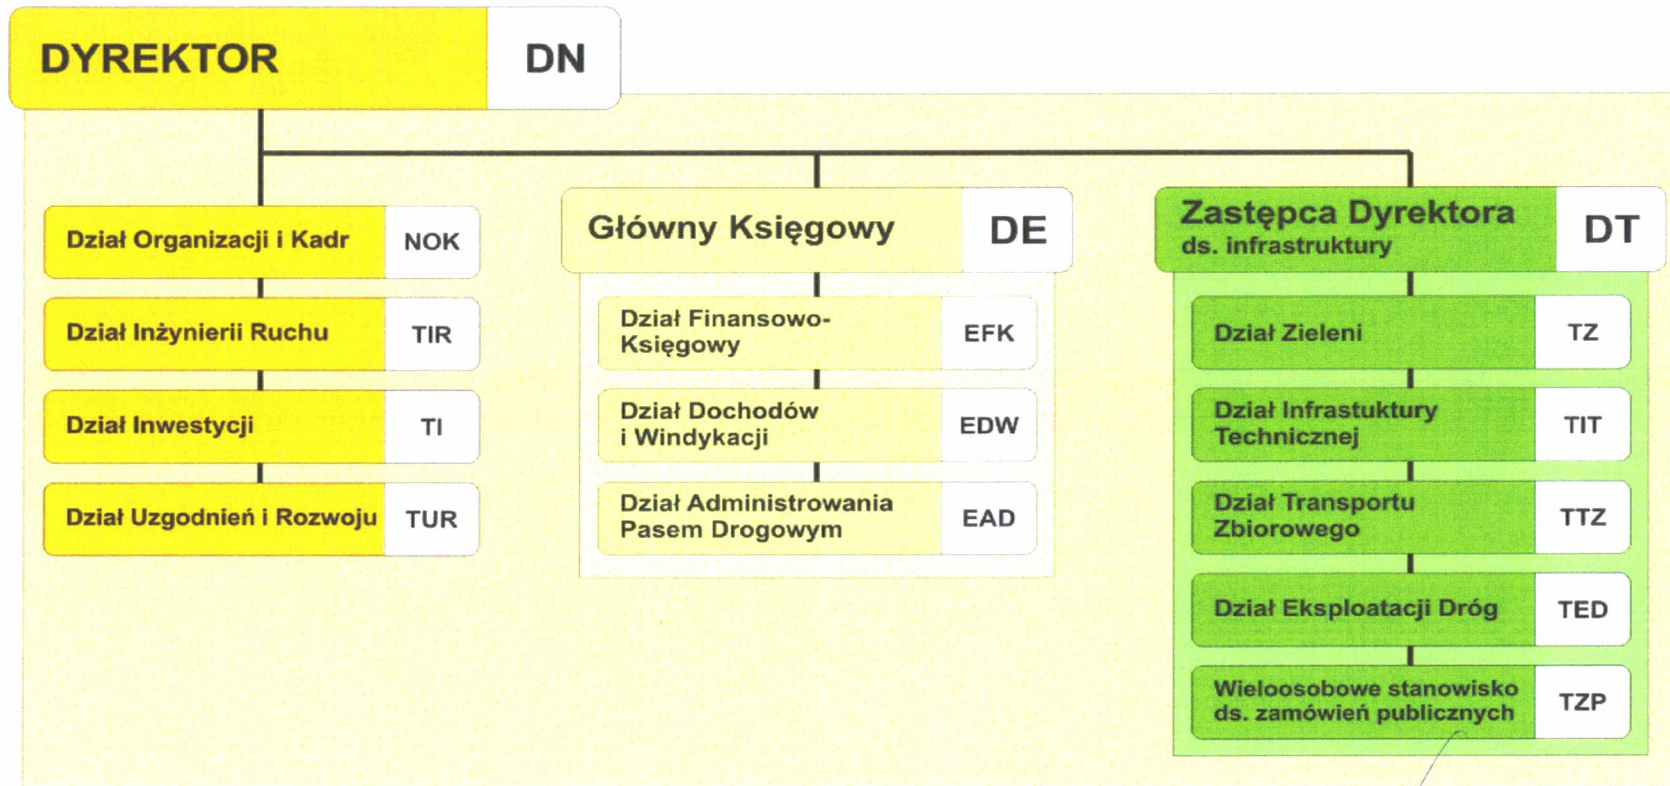 DYREKTOR DN
Dział Organizacji i Kadr NOK
Dział Inżynierii Ruchu TIR
Dział Inwestycji TI
Dział Uzgodnień i Rozwoju TUR
Główny Księgowy DE
Dział Finansowo-
Księgowy EFK
Dział Dochodów
i Windykacji EDW
Dział Administrowania
Pasem Drogowym EAD
Zastępca Dyrektora
ds. infrastruktury DT
Dział Zieleni TZ
Dział Infrastuktury
Technicznej TIT
Dział Transportu
Zbiorowego TTZ
Dział Eksploatacji Dróg TED
Wieloosobowe stanowisko
ds. zamówień publicznych TZP